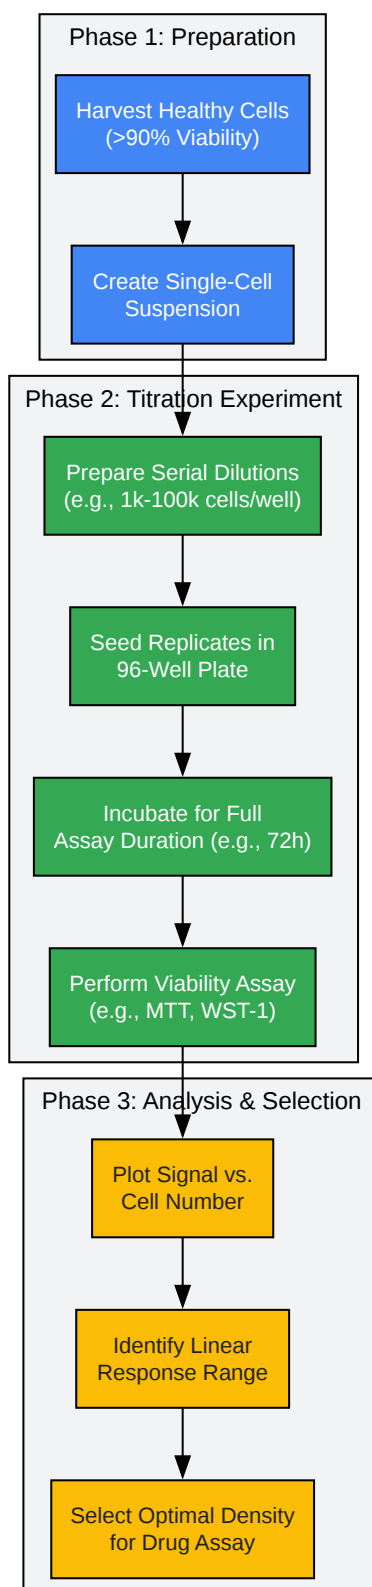 Phase 1: Preparation
Harvest Healthy Cells
(>90% Viability)
Create Single-Cell
Suspension
Phase 2: Titration Experiment
Prepare Serial Dilutions
(e.g., 1k-100k cells/well)
Seed Replicates in
96-Well Plate
Incubate for Full
Assay Duration (e.g., 72h)
Perform Viability Assay
(e.g., MTT, WST-1)
Phase 3: Analysis & Selection
Plot Signal vs.
Cell Number
Identify Linear
Response Range
Select Optimal Density
for Drug Assay